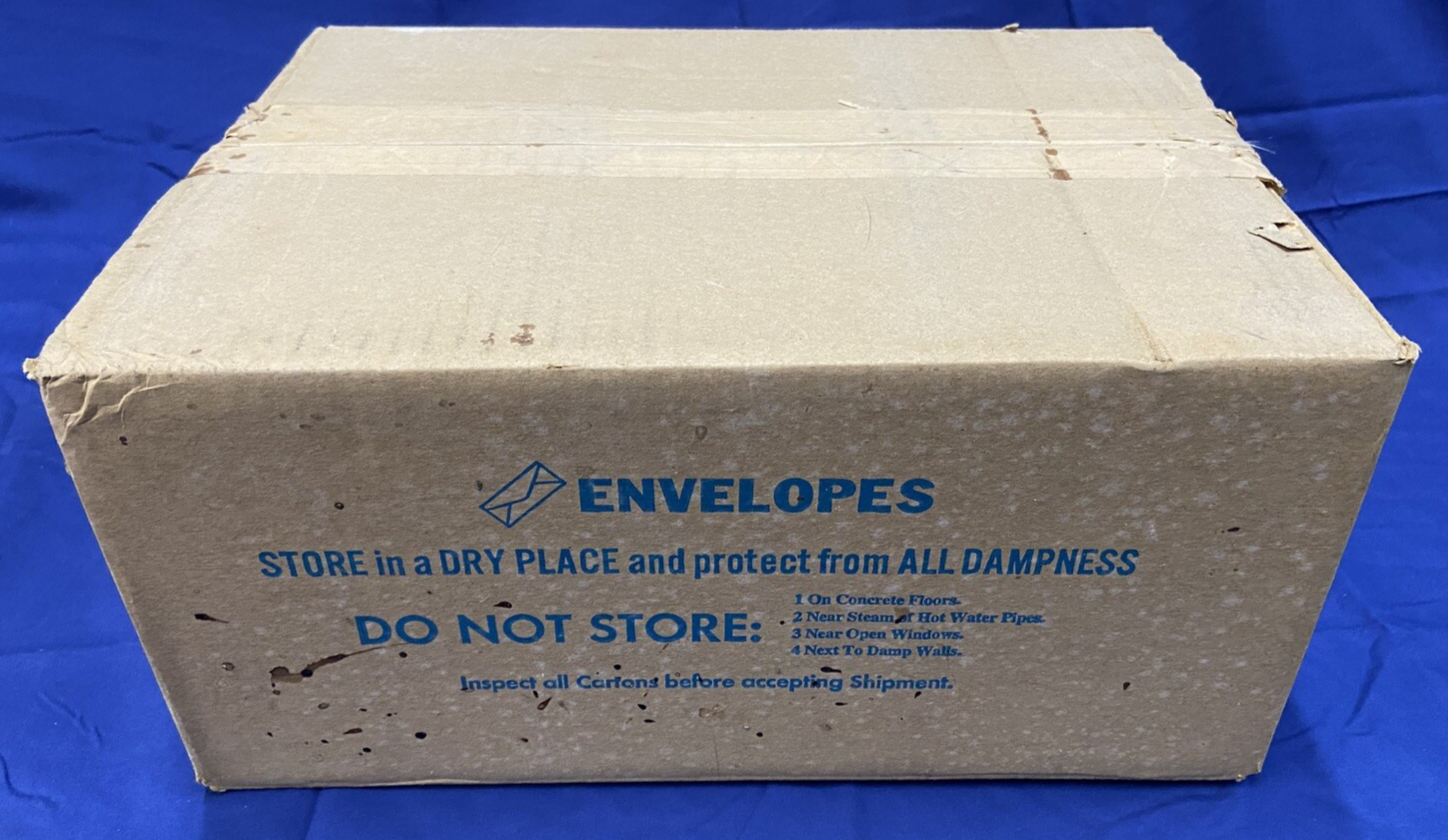 ENVELOPES
STORE in a DRY PLACE and protect from ALL DAMPNESS
DO NOT STORE:
1 On Concrete Floors.
2 Near Steam of Hot Water Pipes.
3 Near Open Windows.
4 Next To Damp Walls.
Inspect all Cartons before accepting Shipment.